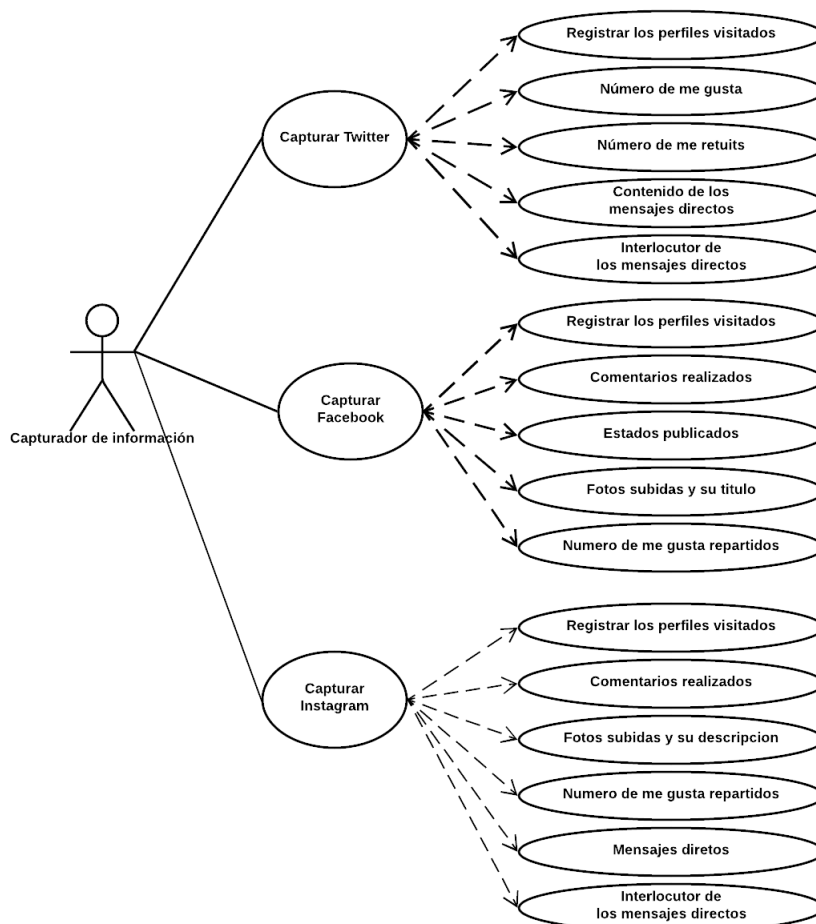 Registrar los perfiles visitados
Número de me gusta
Capturar Twitter
Número de me retuits
Contenido de los
mensajes directos
Interlocutor de
los mensajes directos
Registrar los perfiles visitados
Comentarios realizados
Capturar
Facebook
Estados publicados
Capturador de información
Fotos subidas y su titulo
Numero de me gusta repartidos
Registrar los perfiles visitados
Comentarios realizados
Capturar
Instagram
Fotos subidas y su descripcion
Numero de me gusta repartidos
Mensajes diretos
Interlocutor de
los mensajes directos